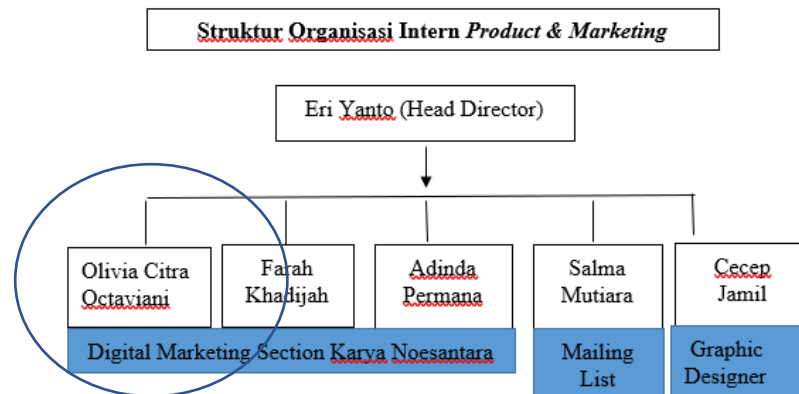 Struktur Organisasi Intern Product & Marketing
Eri Yanto (Head Director)
Olivia Citra
Octaviani
Farah
Khadijah
Adinda
Permana
Salma
Mutiara
Cecep
Jamil
Digital Marketing Section Karya Noesantara
Mailing
List
Graphic
Designer